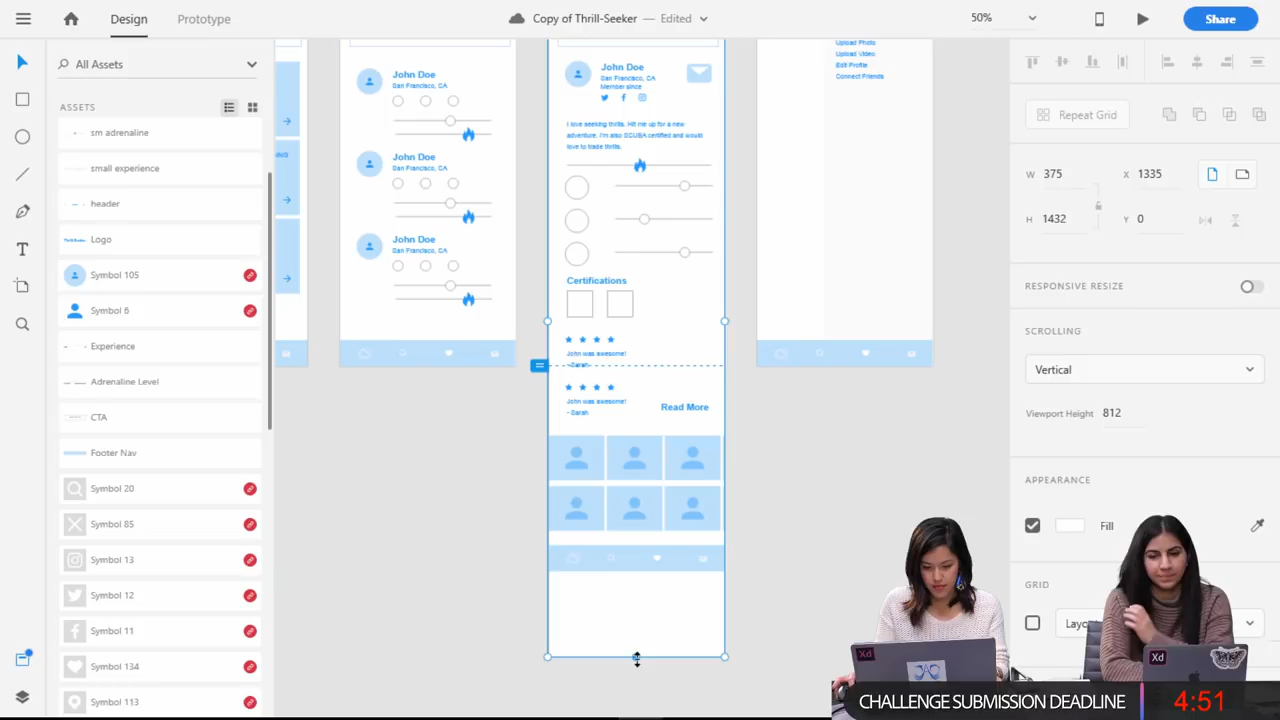 Design
Prototype
Copy of Thrill-Seeker — Edited
50%
Share
All Assets
ASSETS
sm adrenaline
small experience
header
Logo
Symbol 105
Symbol 6
Experience
Adrenaline Level
CTA
Footer Nav
Symbol 20
Symbol 85
Symbol 13
Symbol 12
Symbol 11
Symbol 134
Symbol 113
John Doe
San Francisco, CA
John Doe
San Francisco, CA
John Doe
San Francisco, CA
John Doe
San Francisco, CA
Member since
I love seeking thrills. Hit me up for a new
adventure. I'm also SCUBA certified and would
love to trade thrills.
Certifications
John was awesome!
- Sarah
John was awesome!
- Sarah
Read More
Upload Photo
Upload Video
Edit Profile
Connect Friends
Repeat Grid
W 375 X 1335
H 1432 Y 0
RESPONSIVE RESIZE
SCROLLING
Vertical
Viewport Height 812
APPEARANCE
Fill
GRID
Xd
Xd
CHALLENGE SUBMISSION DEADLINE
4:51